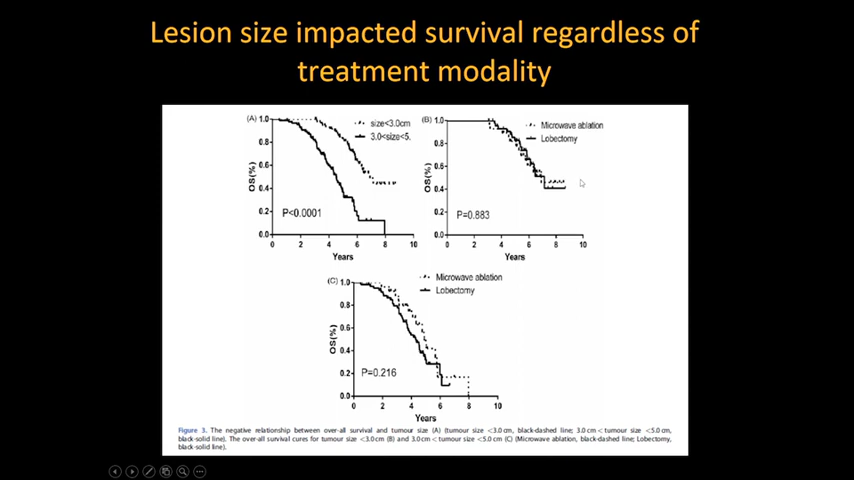 Lesion size impacted survival regardless of
treatment modality
(A)
1.0
0.8
0.6
0.4
0.2
0.0
OS(%)
size<3.0cm
3.0<size<5.
P<0.0001
0 2 4 6 8 10
Years
(B)
1.0
0.8
0.6
0.4
0.2
0.0
OS(%)
Microwave ablation
Lobectomy
P=0.883
0 2 4 6 8 10
Years
(C)
1.0
0.8
0.6
0.4
0.2
0.0
OS(%)
Microwave ablation
Lobectomy
P=0.216
0 2 4 6 8 10
Years
Figure 3. The negative relationship between over-all survival and tumour size (A) (tumour size <3.0 cm, black-dashed line; 3.0 cm < tumour size <5.0 cm,
black-solid line). The over-all survival cures for tumour size <3.0 cm (B) and 3.0 cm < tumour size <5.0 cm (C) (Microwave ablation, black-dashed line; Lobectomy,
black-solid line).